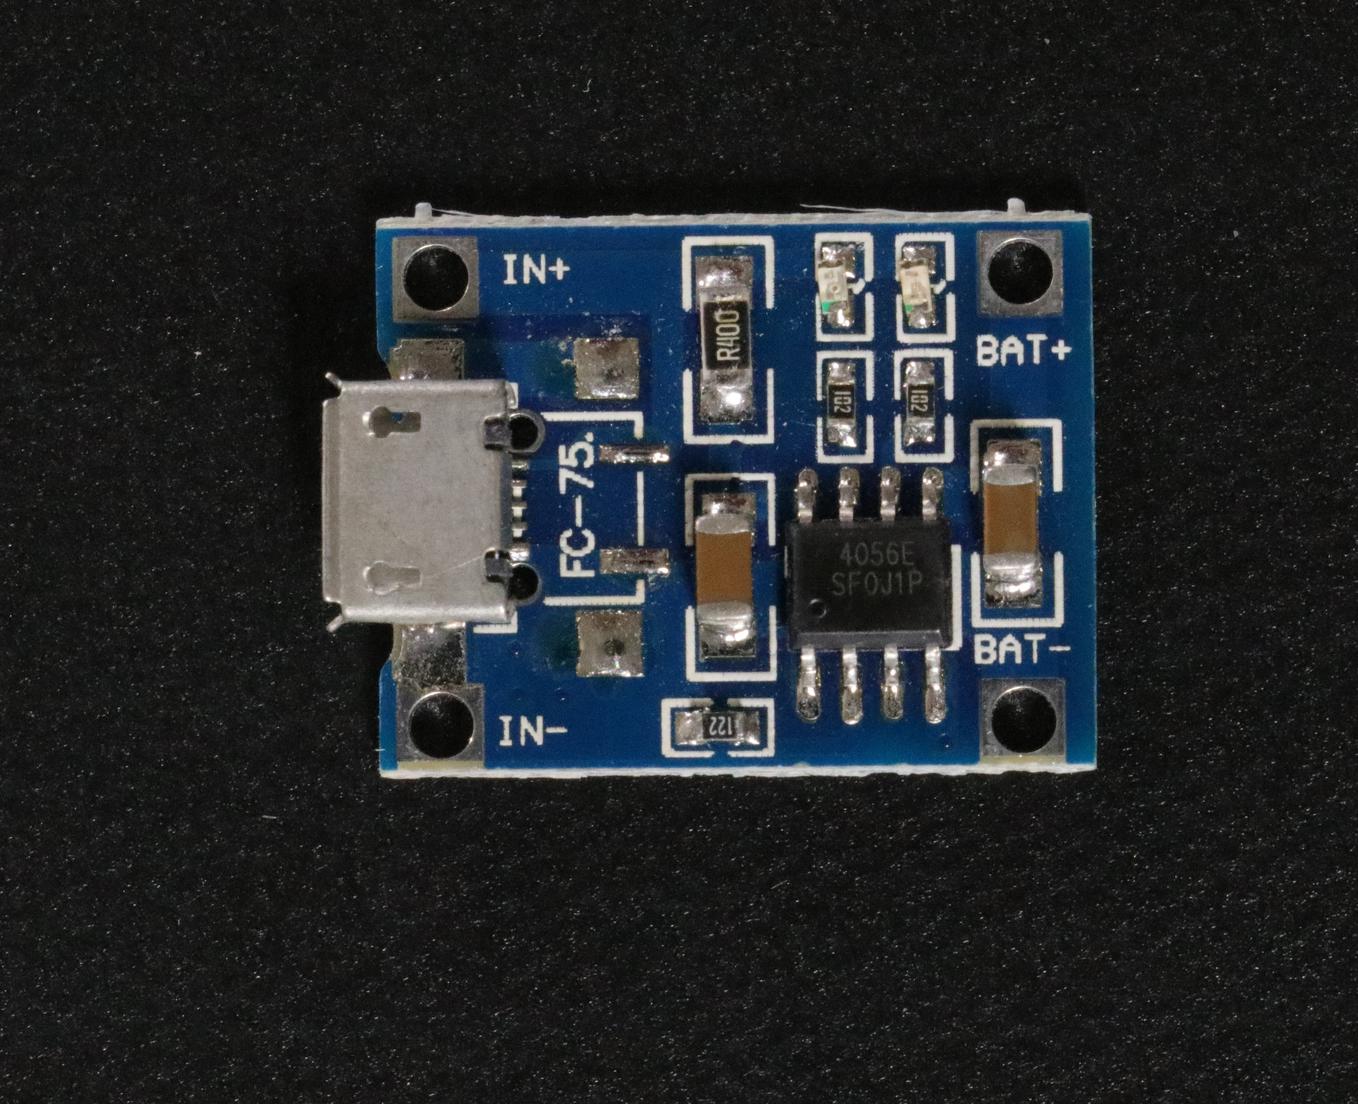 IN+
R400
BAT+
102
102
FC-75.
4056E
SF0J1P
BAT-
IN-
122